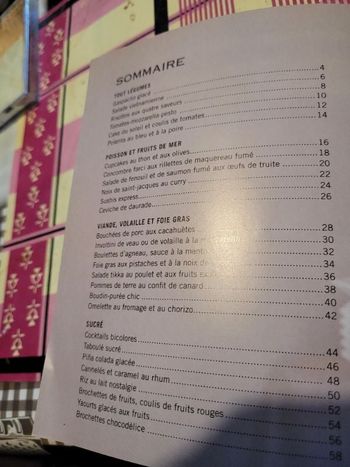 SOMMAIRE
TOUT LÉGUMES
Gaspacho glacé 4
Salade vietnamienne 6
Risottos aux quatre saveurs 8
Tomates-mozzarella pesto 10
Cake du soleil et coulis de tomates 12
Polenta au bleu et à la poire 14
POISSON ET FRUITS DE MER
Cupcakes au thon et aux olives 16
Concombre farci aux rillettes de maquereau fumé 18
Salade de fenouil et de saumon fumé aux œufs de truite 20
Noix de saint-jacques au curry 22
Sushis express 24
Ceviche de daurade 26
VIANDE, VOLAILLE ET FOIE GRAS
Bouchées de porc aux cacahuètes 28
Involtini de veau ou de volaille à la 30
Boulettes d'agneau, sauce à la menthe 32
Foie gras aux pistaches et à la noix de 34
Salade tikka au poulet et aux fruits 36
Pommes de terre au confit de canard 38
Boudin-purée chic 40
Omelette au fromage et au chorizo 42
SUCRÉ
Cocktails bicolores 44
Taboulé sucré 46
Piña colada glacée 48
Cannelés et caramel au rhum 50
Riz au lait nostalgie 52
Brochettes de fruits, coulis de fruits rouges 54
Yaourts glacés aux fruits 56
Brochettes chocodélice 58